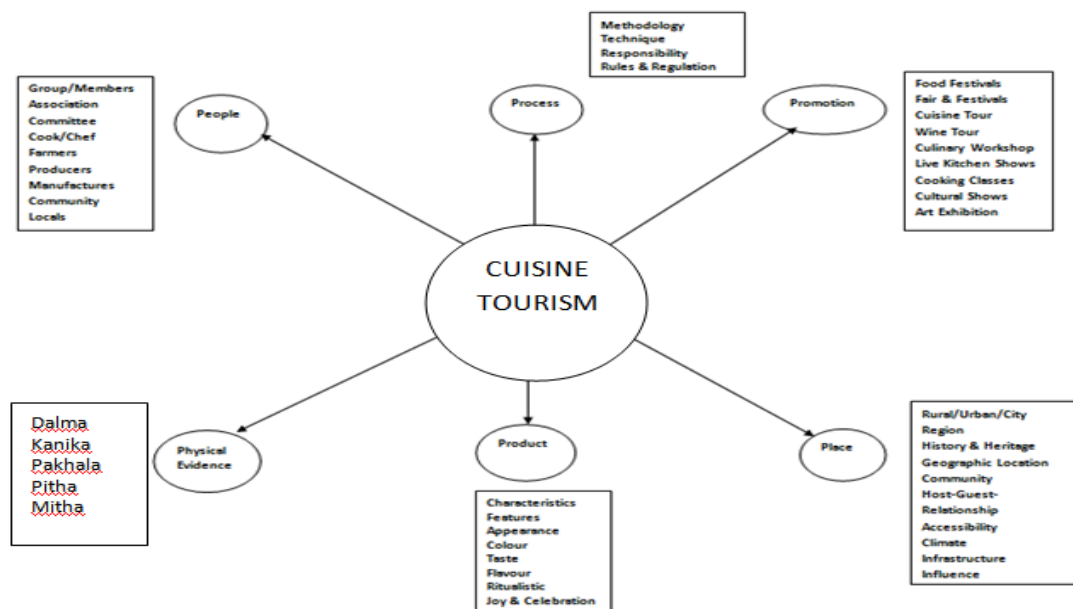 Methodology
Technique
Responsibility
Rules & Regulation
Group/Members
Association
Committee
Cook/Chef
Farmers
Producers
Manufactures
Community
Locals
People
Process
Promotion
Food Festivals
Fair & Festivals
Cuisine Tour
Wine Tour
Culinary Workshop
Live Kitchen Shows
Cooking Classes
Cultural Shows
Art Exhibition
CUISINE
TOURISM
Dalma
Kanika
Pakhala
Pitha
Mitha
Physical
Evidence
Product
Place
Rural/Urban/City
Region
History & Heritage
Geographic Location
Community
Host-Guest-
Relationship
Accessibility
Climate
Infrastructure
Influence
Characteristics
Features
Appearance
Colour
Taste
Flavour
Ritualistic
Joy & Celebration